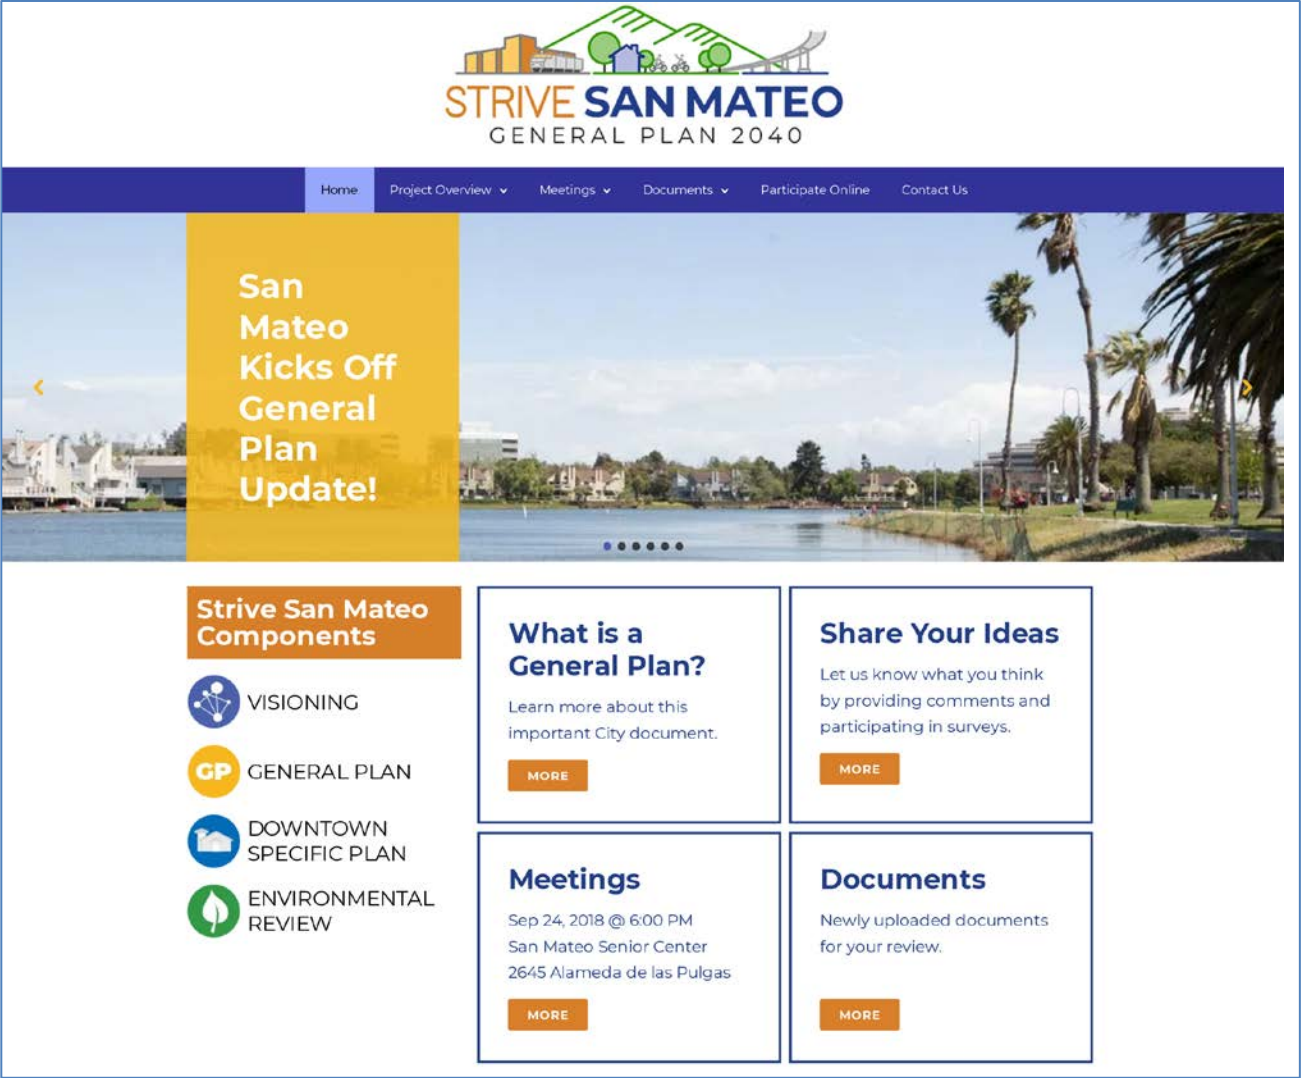 STRIVE SAN MATEO
GENERAL PLAN 2040
Home
Project Overview
Meetings
Documents
Participate Online
Contact Us
San
Mateo
Kicks Off
General
Plan
Update!
Strive San Mateo
Components
VISIONING
GP
GENERAL PLAN
DOWNTOWN
SPECIFIC PLAN
ENVIRONMENTAL
REVIEW
What is a
General Plan?
Learn more about this
important City document.
MORE
Share Your Ideas
Let us know what you think
by providing comments and
participating in surveys.
MORE
Meetings
Sep 24, 2018 @ 6:00 PM
San Mateo Senior Center
2645 Alameda de las Pulgas
MORE
Documents
Newly uploaded documents
for your review.
MORE